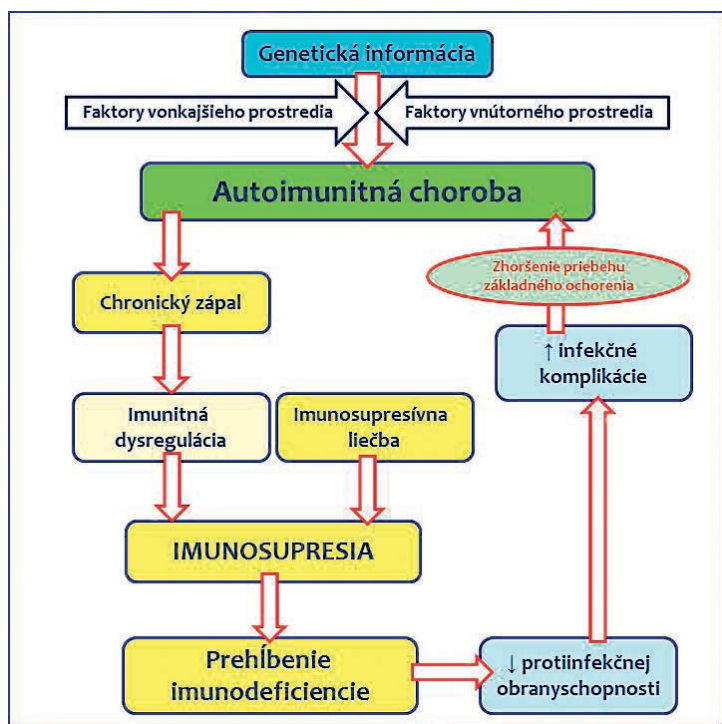 Genetická informácia
Faktory vonkajšieho prostredia
Faktory vnútorného prostredia
Autoimunitná choroba
Zhoršenie priebehu
základného ochorenia
Chronický zápal
↑ infekčné
komplikácie
Imunitná
dysregulácia
Imunosupresívna
liečba
IMUNOSUPRESIA
Prehĺbenie
imunodeficiencie
↓ protiinfekčnej
obranyschopnosti